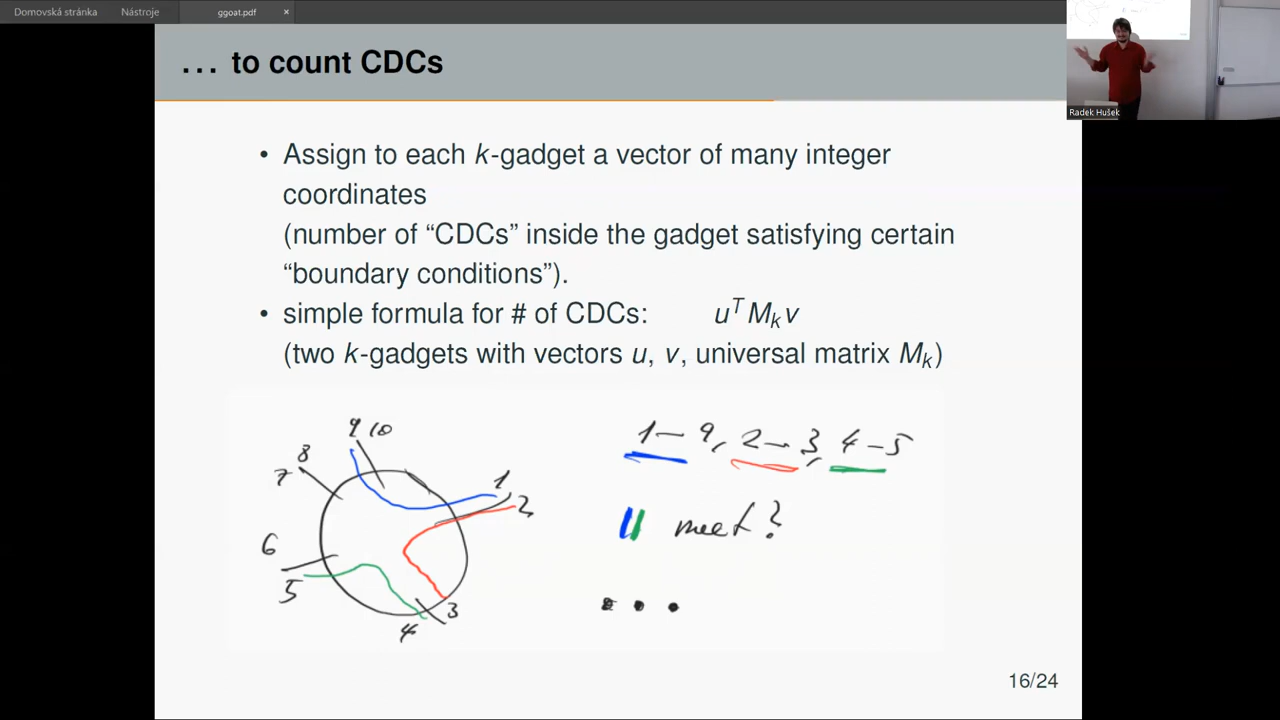 Domovská stránka Nástroje ggoat.pdf ×
... to count CDCs
Radek Hušek
• Assign to each k-gadget a vector of many integer
coordinates
(number of “CDCs” inside the gadget satisfying certain
“boundary conditions”).
• simple formula for # of CDCs: uᵀMₖv
(two k-gadgets with vectors u, v, universal matrix Mₖ)
9 10
8
7
1
2
6
5
4
3
1 – 9, 2 – 3, 4 – 5
meet?
...
16/24